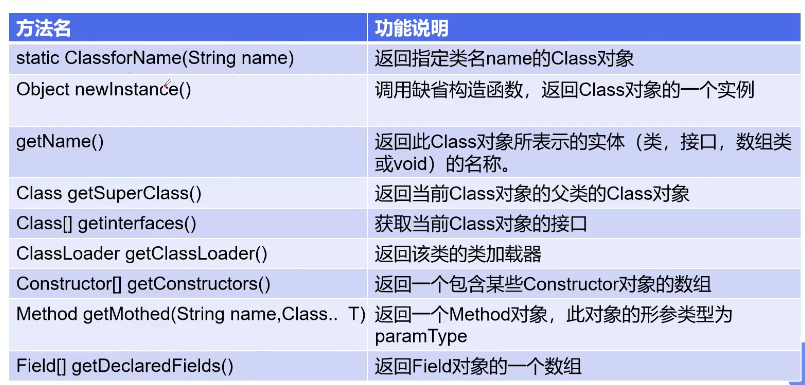 方法名 功能说明
static ClassforName(String name) 返回指定类名name的Class对象
Object newInstance() 调用缺省构造函数，返回Class对象的一个实例
getName() 返回此Class对象所表示的实体（类，接口，数组类
或void）的名称。
Class getSuperClass() 返回当前Class对象的父类的Class对象
Class[] getinterfaces() 获取当前Class对象的接口
ClassLoader getClassLoader() 返回该类的类加载器
Constructor[] getConstructors() 返回一个包含某些Constructor对象的数组
Method getMothed(String name,Class.. T) 返回一个Method对象，此对象的形参类型为
paramType
Field[] getDeclaredFields() 返回Field对象的一个数组